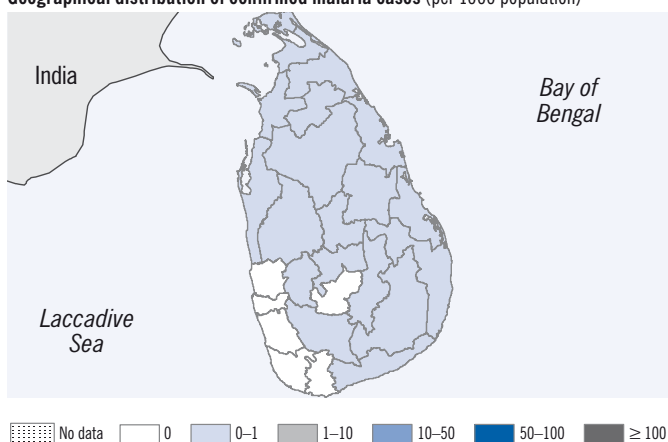 Geographical distribution of confirmed malaria cases (per 1000 population)
India
Bay of
Bengal
Laccadive
Sea
No data 0 0–1 1–10 10–50 50–100 ≥ 100